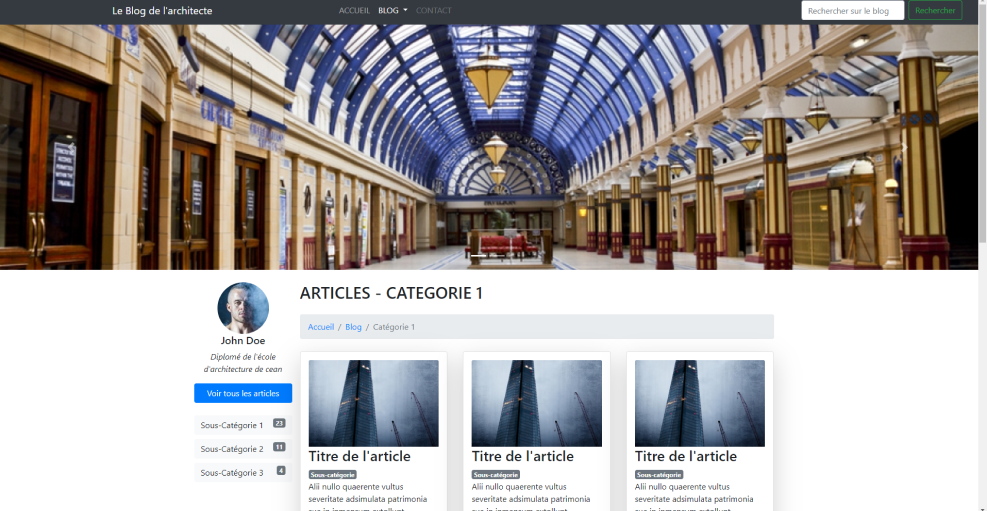 Le Blog de l'architecte
ACCUEIL BLOG CONTACT
Rechercher sur le blog Rechercher
ARTICLES - CATEGORIE 1
Accueil / Blog / Catégorie 1
John Doe
Diplomé de l'école
d'architecture de cean
Voir tous les articles
Sous-Catégorie 1 23
Sous-Catégorie 2 11
Sous-Catégorie 3 4
Titre de l'article
Sous-catégorie
Alii nullo quaerente vultus
severitate adsimulata patrimonia
Titre de l'article
Sous-catégorie
Alii nullo quaerente vultus
severitate adsimulata patrimonia
Titre de l'article
Sous-catégorie
Alii nullo quaerente vultus
severitate adsimulata patrimonia